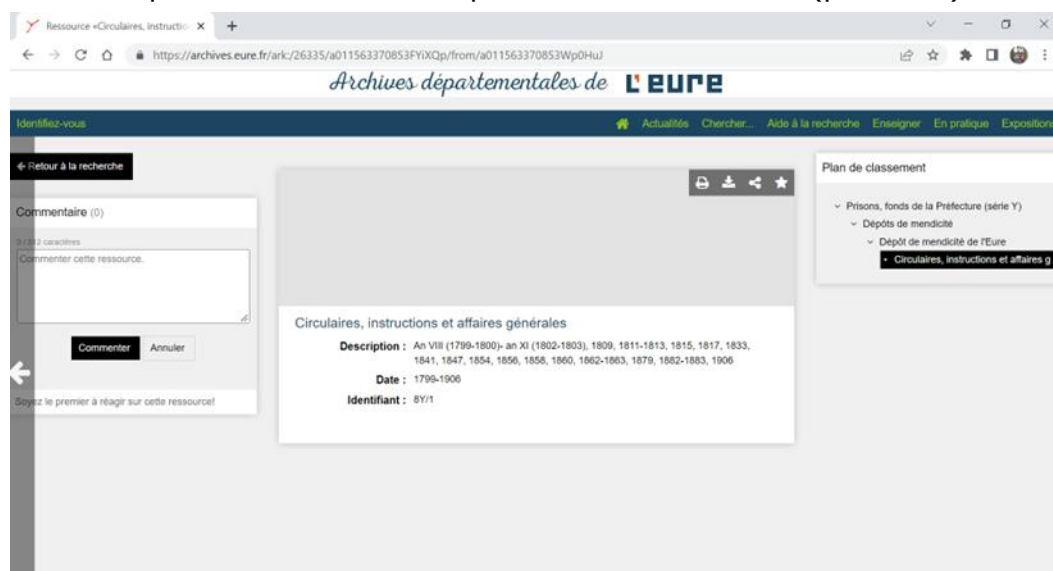 Ressource «Circulaires, instructio
https://archives.eure.fr/ark:/26335/a011563370853FYiXQp/from/a011563370853Wp0HuJ
Archives départementales de L'EURE
Identifiez-vous
Actualités Chercher... Aide à la recherche Enseigner En pratique Exposition
Retour à la recherche
Commentaire (0)
0 / 512 caractères
Commenter cette ressource.
Commenter Annuler
Soyez le premier à réagir sur cette ressource!
Circulaires, instructions et affaires générales
Description : An VIII (1799-1800)- an XI (1802-1803), 1809, 1811-1813, 1815, 1817, 1833,
1841, 1847, 1854, 1856, 1858, 1860, 1862-1863, 1879, 1882-1883, 1906
Date : 1799-1906
Identifiant : 8Y/1
Plan de classement
Prisons, fonds de la Préfecture (série Y)
Dépôts de mendicité
Dépôt de mendicité de l'Eure
Circulaires, instructions et affaires g